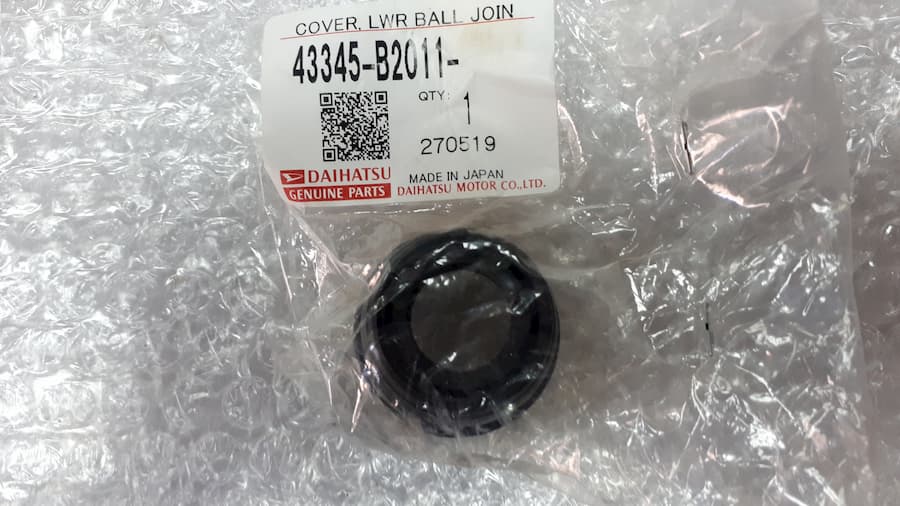 COVER, LWR BALL JOIN
43345-B2011-
QTY:
1
270519
DAIHATSU
GENUINE PARTS
MADE IN JAPAN
DAIHATSU MOTOR CO.,LTD.